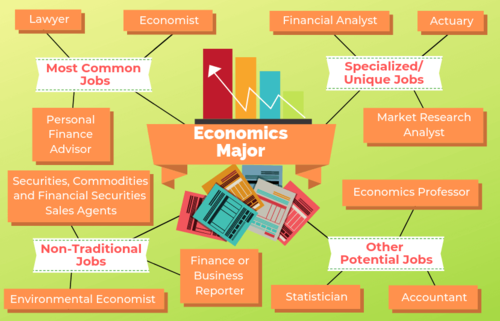 Lawyer
Economist
Most Common
Jobs
Personal
Finance
Advisor
Financial Analyst
Actuary
Specialized/
Unique Jobs
Market Research
Analyst
Economics
Major
Securities, Commodities
and Financial Securities
Sales Agents
Non-Traditional
Jobs
Environmental Economist
Finance or
Business
Reporter
Economics Professor
Other
Potential Jobs
Statistician
Accountant